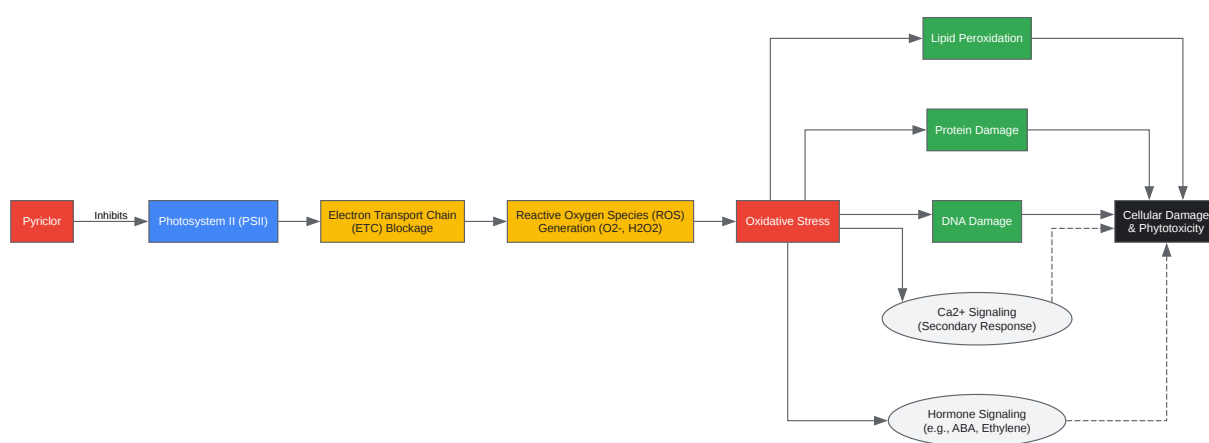 Pyriclor
Inhibits
Photosystem II (PSII)
Electron Transport Chain
(ETC) Blockage
Reactive Oxygen Species (ROS)
Generation (O2-, H2O2)
Oxidative Stress
Lipid Peroxidation
Protein Damage
DNA Damage
Ca2+ Signaling
(Secondary Response)
Hormone Signaling
(e.g., ABA, Ethylene)
Cellular Damage
& Phytotoxicity